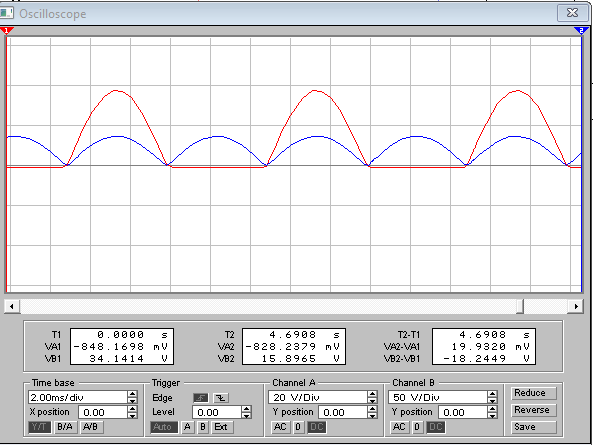 Oscilloscope
1 2
T1 0.0000 s T2 4.6908 s T2-T1 4.6908 s
VA1 -848.1698 mV VA2 -828.2379 mV VA2-VA1 19.9320 mV
VB1 34.1414 V VB2 15.8965 V VB2-VB1 -18.2449 V
Time base Trigger Channel A Channel B
2.00ms/div Edge 20 V/Div 50 V/Div Reduce
X position 0.00 Level 0.00 Y position 0.00 Y position 0.00 Reverse
Y/T B/A A/B Auto A B Ext AC 0 DC AC 0 DC Save